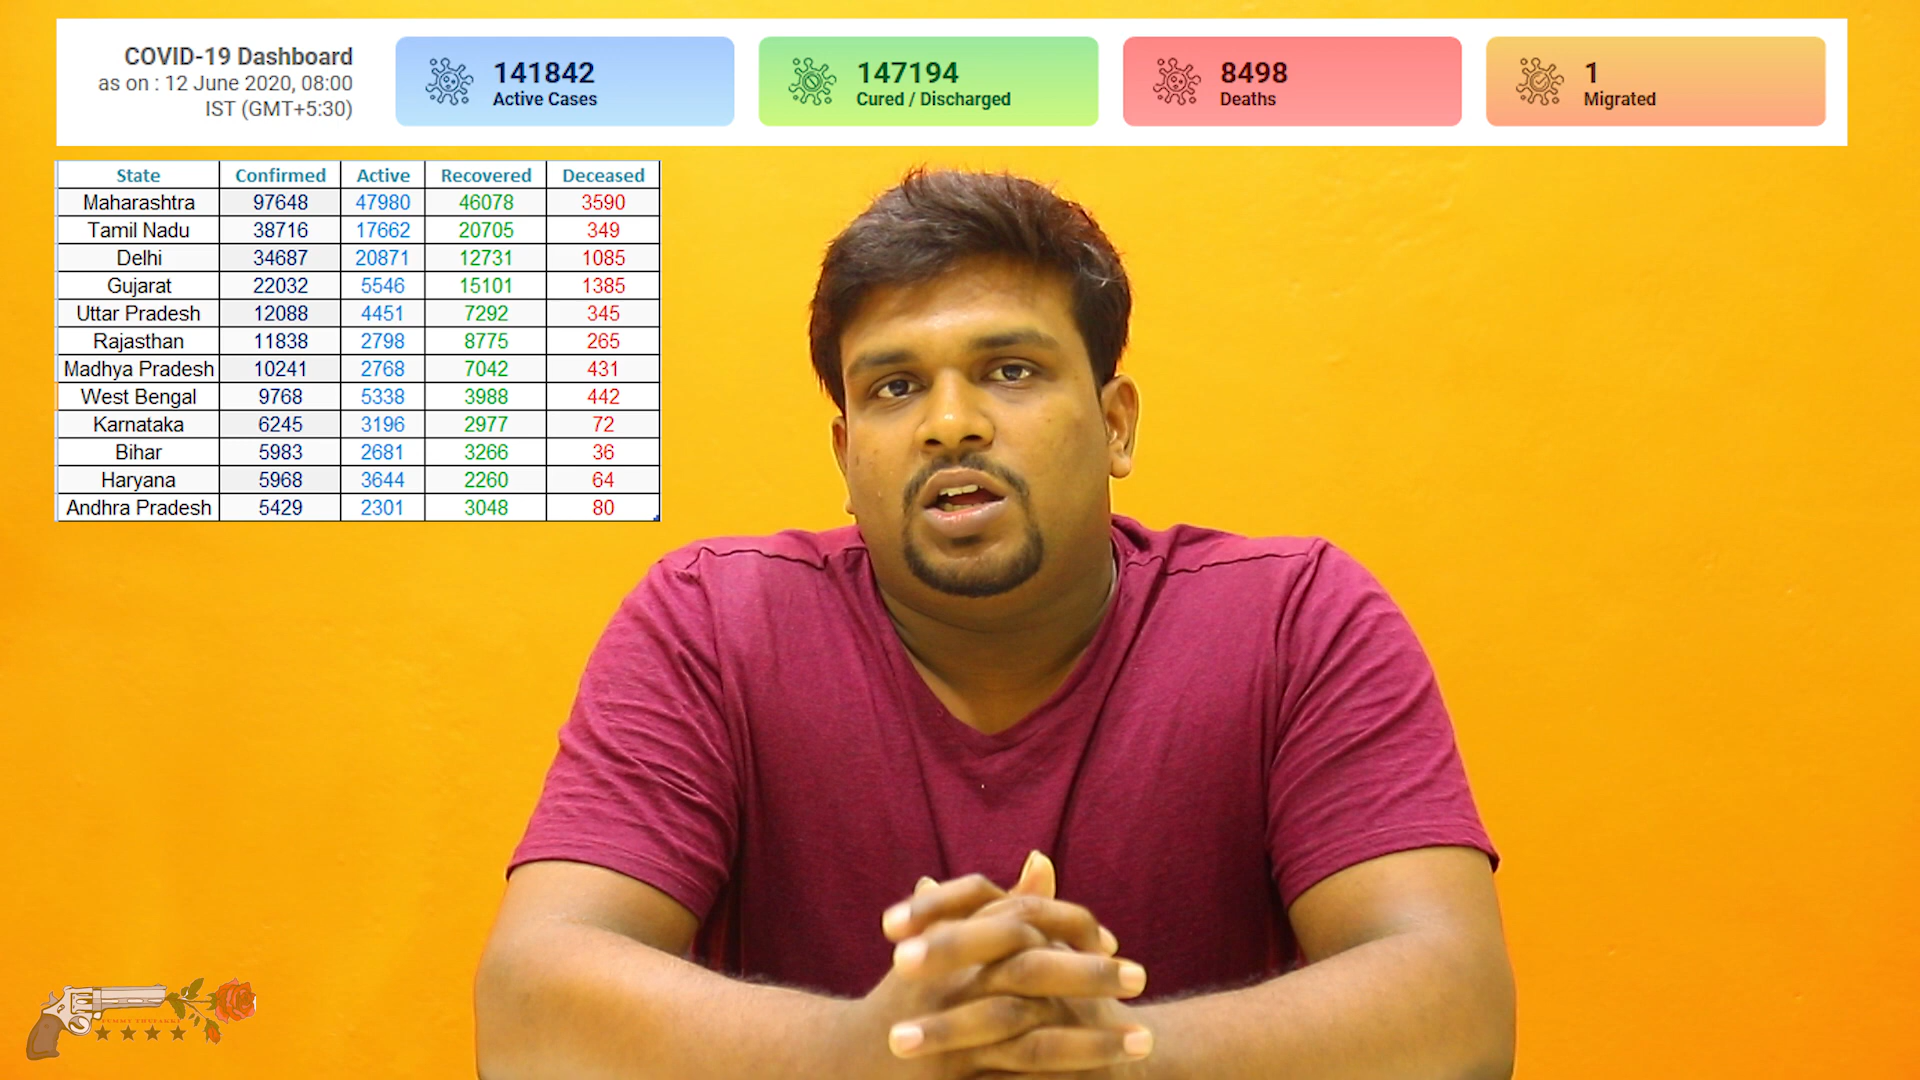 COVID-19 Dashboard
as on : 12 June 2020, 08:00
IST (GMT+5:30)
141842
Active Cases
147194
Cured / Discharged
8498
Deaths
1
Migrated
State Confirmed Active Recovered Deceased
Maharashtra 97648 47980 46078 3590
Tamil Nadu 38716 17662 20705 349
Delhi 34687 20871 12731 1085
Gujarat 22032 5546 15101 1385
Uttar Pradesh 12088 4451 7292 345
Rajasthan 11838 2798 8775 265
Madhya Pradesh 10241 2768 7042 431
West Bengal 9768 5338 3988 442
Karnataka 6245 3196 2977 72
Bihar 5983 2681 3266 36
Haryana 5968 3644 2260 64
Andhra Pradesh 5429 2301 3048 80